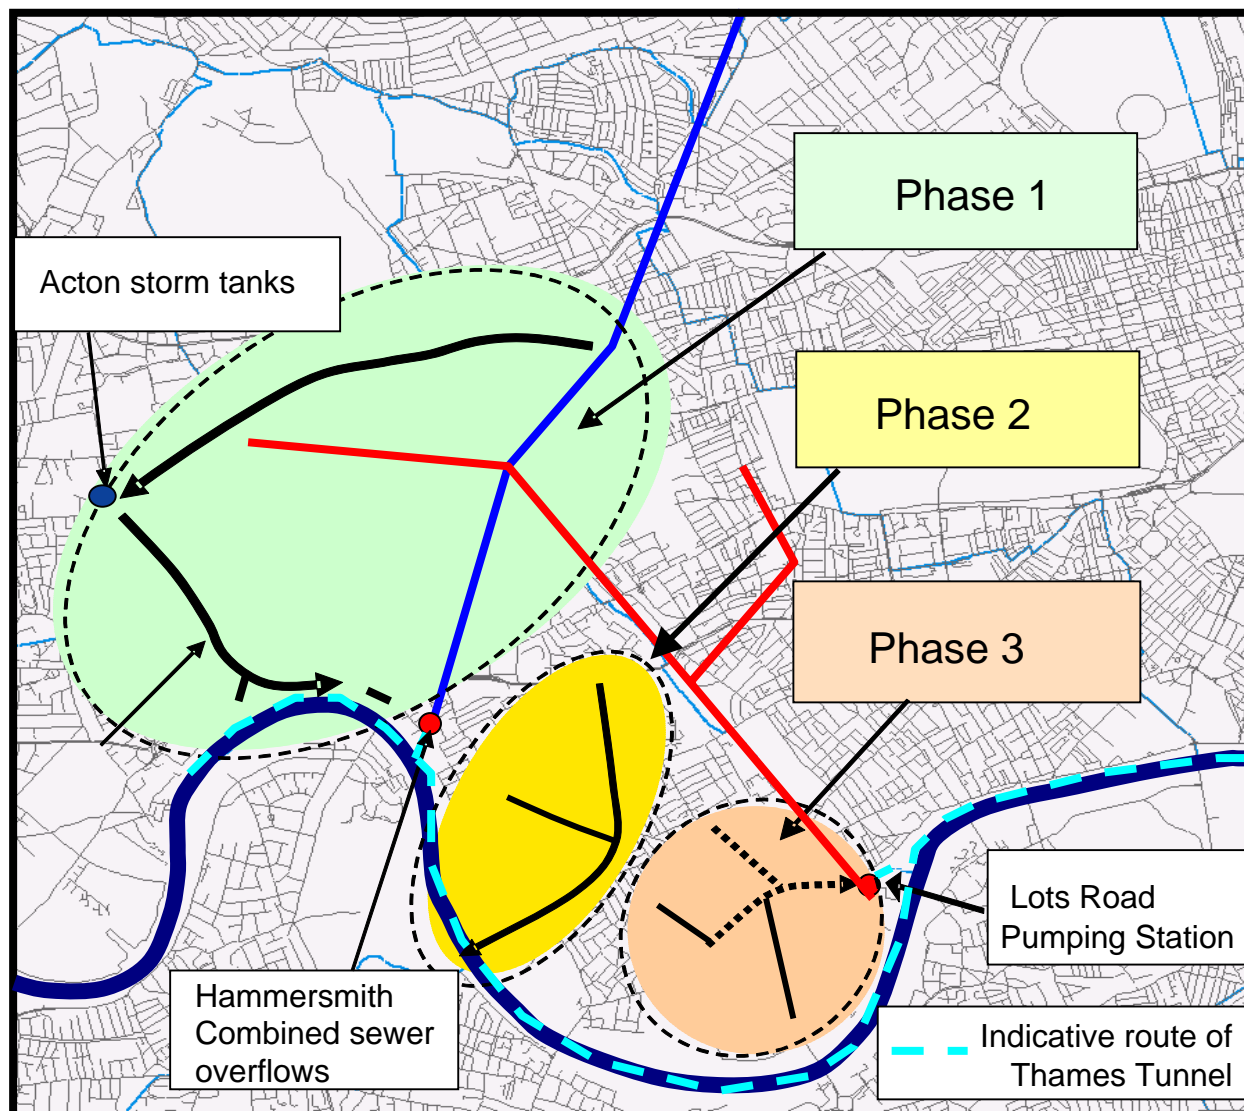 Phase 1
Acton storm tanks
Phase 2
Phase 3
Lots Road
Pumping Station
Hammersmith
Combined sewer
overflows
Indicative route of
Thames Tunnel